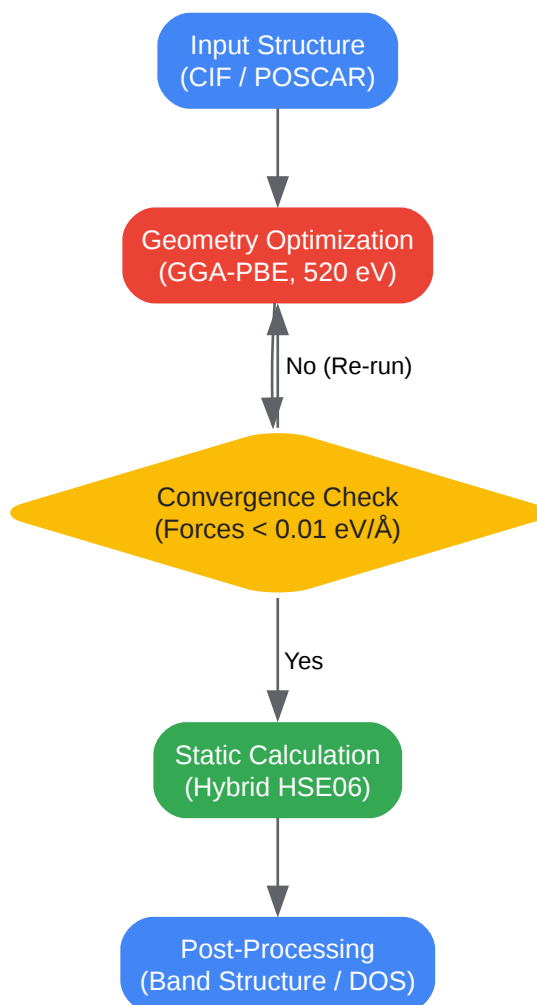 Input Structure
(CIF / POSCAR)
Geometry Optimization
(GGA-PBE, 520 eV)
No (Re-run)
Convergence Check
(Forces < 0.01 eV/Å)
Yes
Static Calculation
(Hybrid HSE06)
Post-Processing
(Band Structure / DOS)